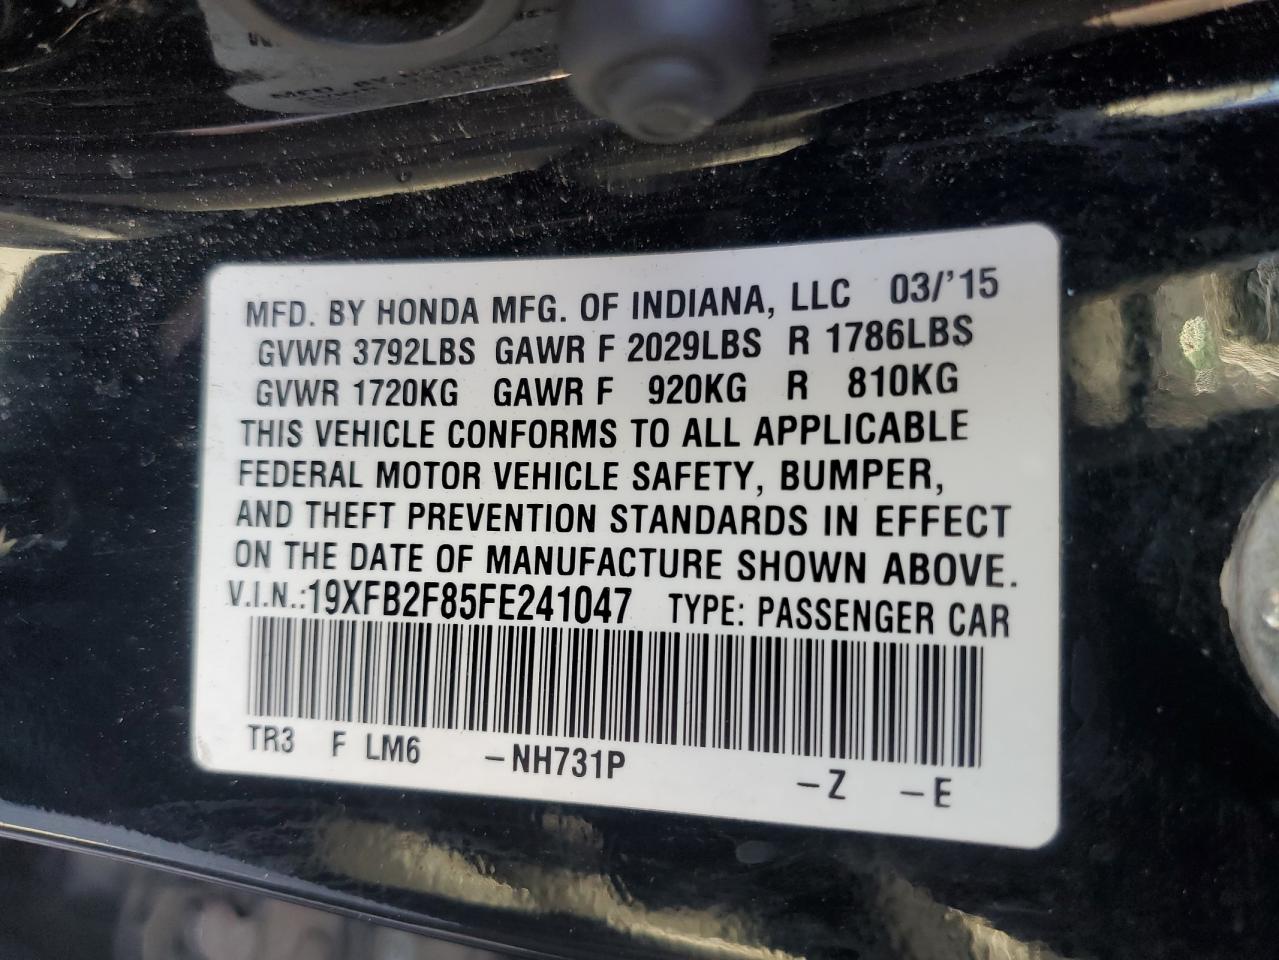 MFD. BY
MFD. BY HONDA MFG. OF INDIANA, LLC 03/'15
GVWR 3792LBS GAWR F 2029LBS R 1786LBS
GVWR 1720KG GAWR F 920KG R 810KG
THIS VEHICLE CONFORMS TO ALL APPLICABLE
FEDERAL MOTOR VEHICLE SAFETY, BUMPER,
AND THEFT PREVENTION STANDARDS IN EFFECT
ON THE DATE OF MANUFACTURE SHOWN ABOVE.
V.I.N.:19XFB2F85FE241047 TYPE: PASSENGER CAR
TR3 F LM6 -NH731P -Z -E